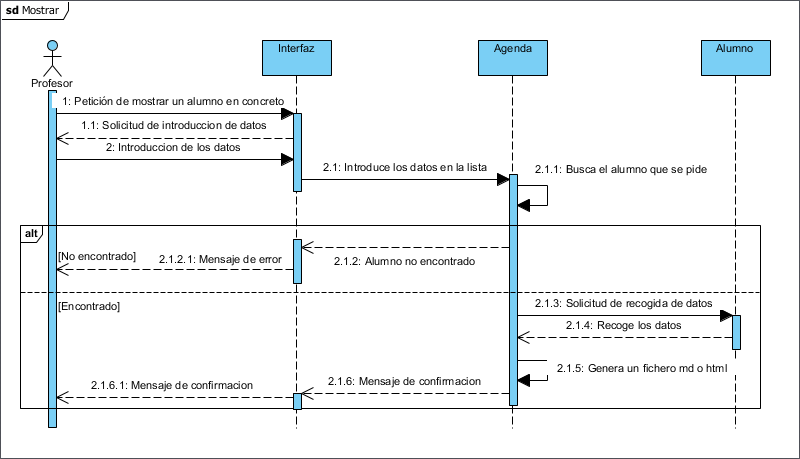 sd Mostrar
Interfaz
Agenda
Alumno
Profesor
1: Petición de mostrar un alumno en concreto
1.1: Solicitud de introduccion de datos
2: Introduccion de los datos
2.1: Introduce los datos en la lista
2.1.1: Busca el alumno que se pide
alt
[No encontrado]
2.1.2.1: Mensaje de error
2.1.2: Alumno no encontrado
[Encontrado]
2.1.3: Solicitud de recogida de datos
2.1.4: Recoge los datos
2.1.5: Genera un fichero md o html
2.1.6: Mensaje de confirmacion
2.1.6.1: Mensaje de confirmacion